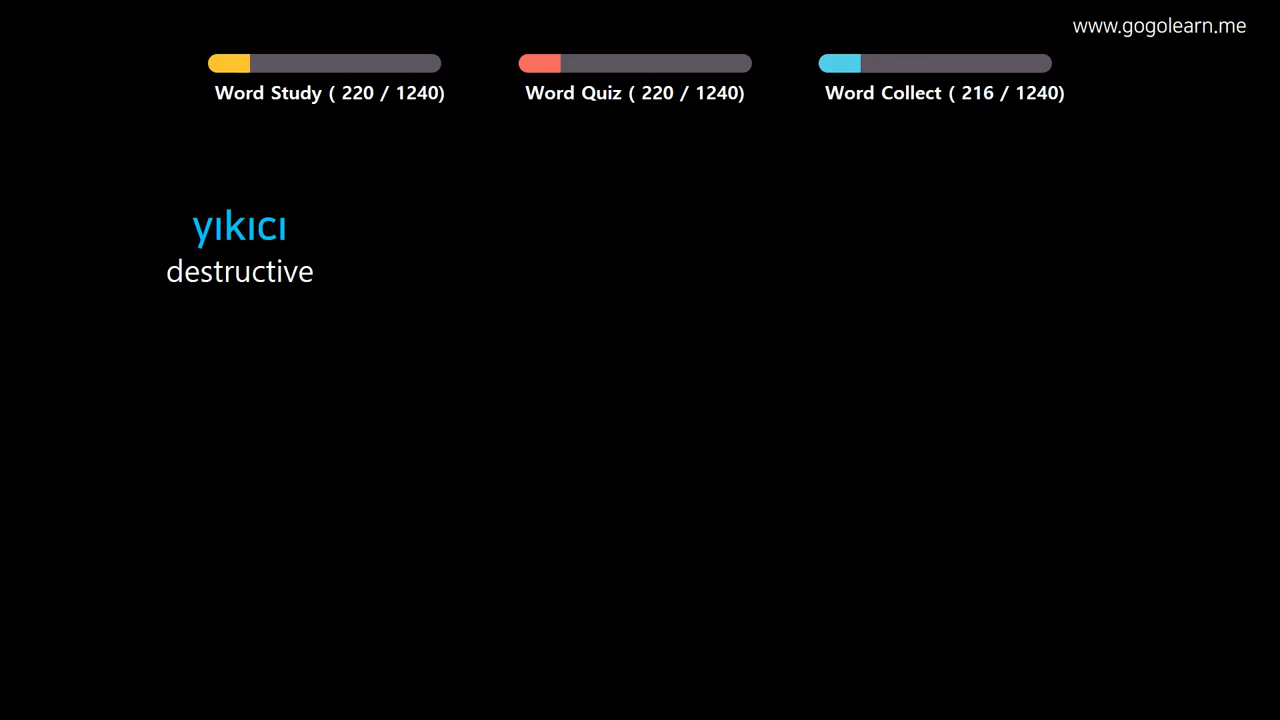 www.gogolearn.me
Word Study ( 220 / 1240)
Word Quiz ( 220 / 1240)
Word Collect ( 216 / 1240)
yıkıcı
destructive